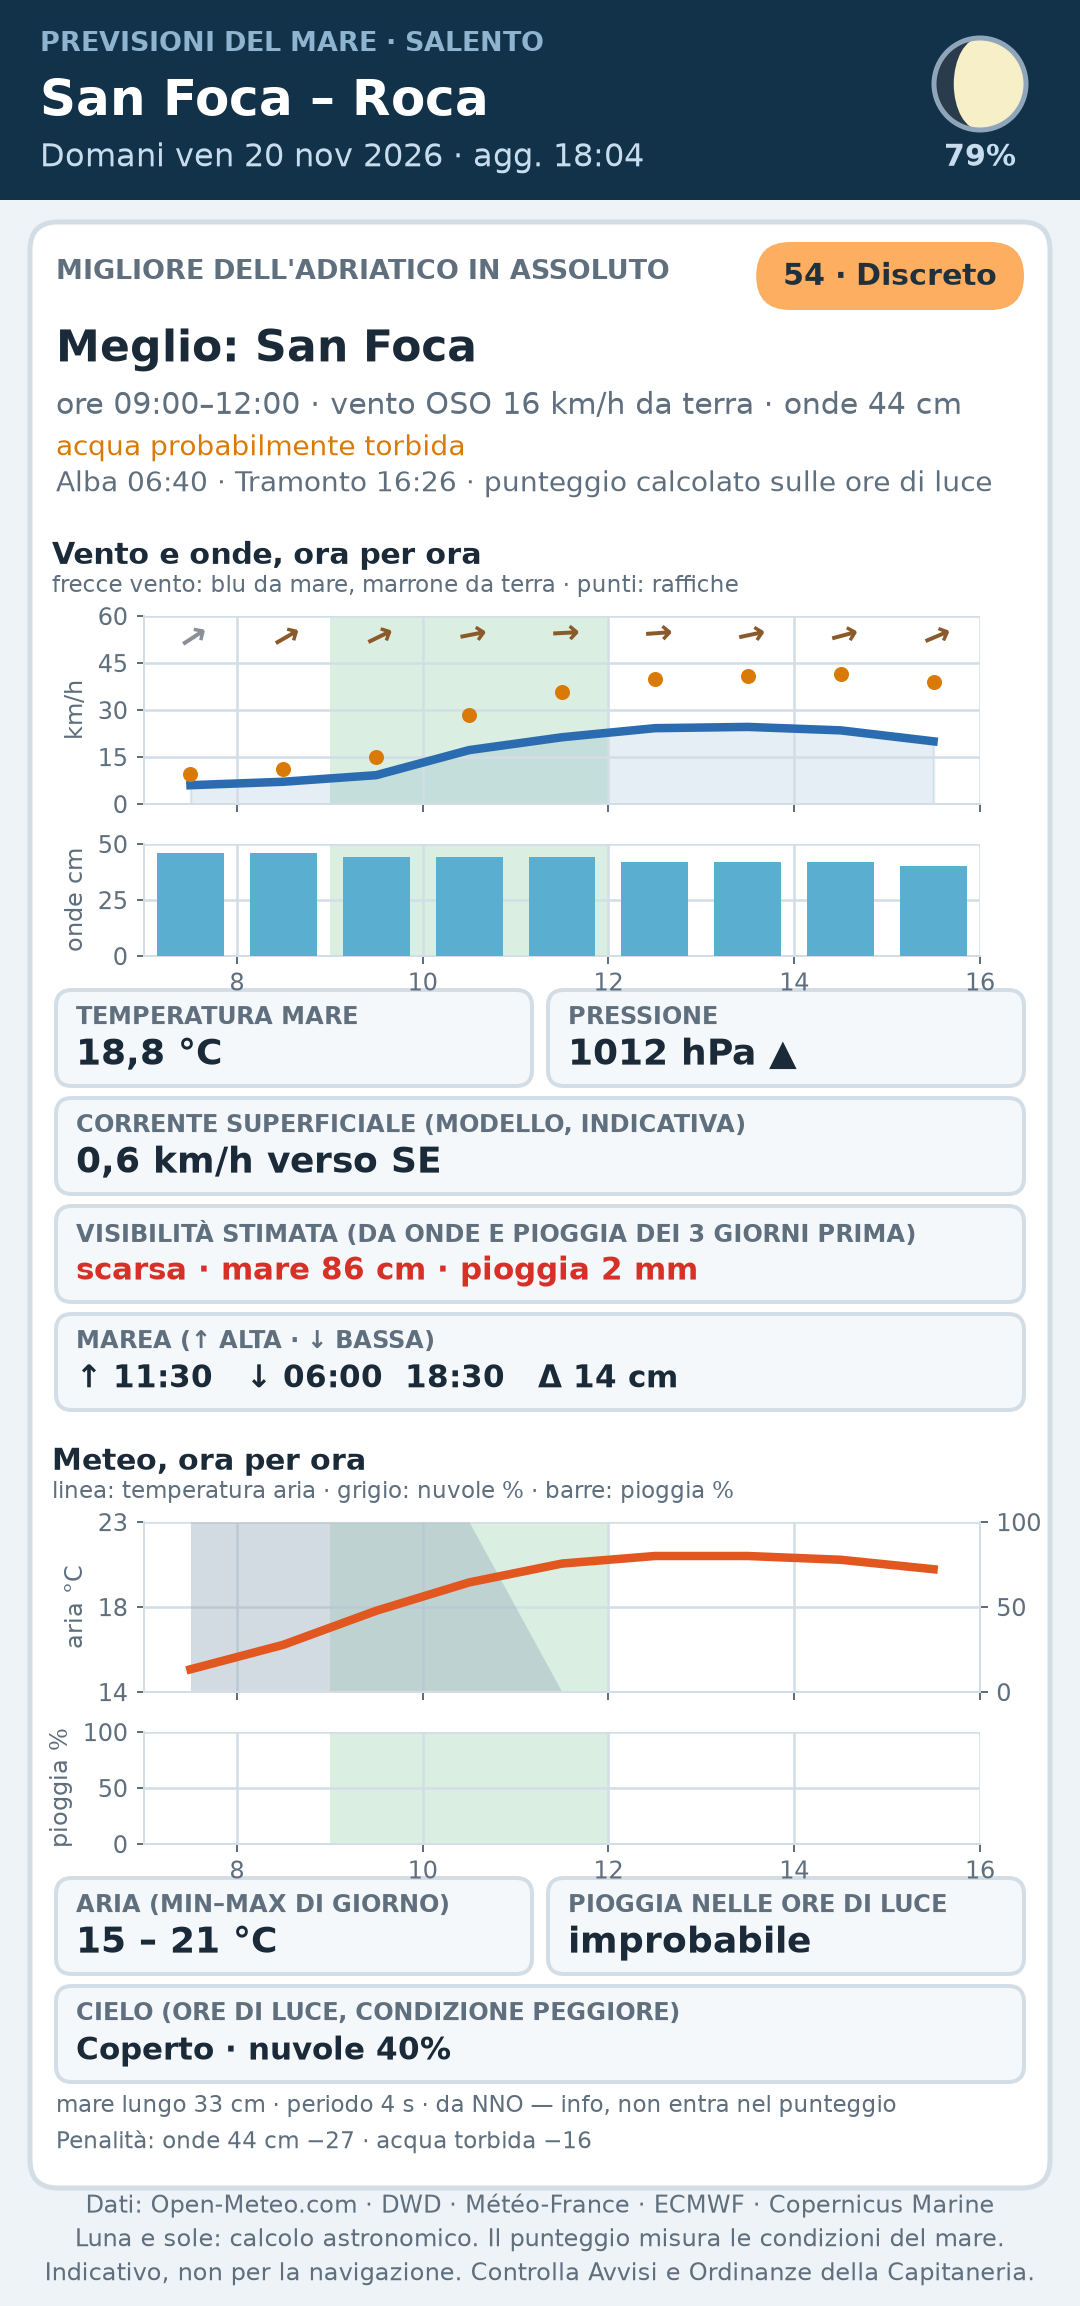 PREVISIONI DEL MARE · SALENTO
San Foca – Roca
Domani ven 20 nov 2026 · agg. 18:04
79%
MIGLIORE DELL'ADRIATICO IN ASSOLUTO
54 · Discreto
Meglio: San Foca
ore 09:00–12:00 · vento OSO 16 km/h da terra · onde 44 cm
acqua probabilmente torbida
Alba 06:40 · Tramonto 16:26 · punteggio calcolato sulle ore di luce
Vento e onde, ora per ora
frecce vento: blu da mare, marrone da terra · punti: raffiche
km/h
60
45
30
15
0
onde cm
50
25
0
8 10 12 14 16
TEMPERATURA MARE
18,8 °C
PRESSIONE
1012 hPa ▲
CORRENTE SUPERFICIALE (MODELLO, INDICATIVA)
0,6 km/h verso SE
VISIBILITÀ STIMATA (DA ONDE E PIOGGIA DEI 3 GIORNI PRIMA)
scarsa · mare 86 cm · pioggia 2 mm
MAREA (↑ ALTA · ↓ BASSA)
↑ 11:30 ↓ 06:00 18:30 Δ 14 cm
Meteo, ora per ora
linea: temperatura aria · grigio: nuvole % · barre: pioggia %
aria °C
23
18
14
100
50
0
pioggia %
100
50
0
8 10 12 14 16
ARIA (MIN–MAX DI GIORNO)
15 – 21 °C
PIOGGIA NELLE ORE DI LUCE
improbabile
CIELO (ORE DI LUCE, CONDIZIONE PEGGIORE)
Coperto · nuvole 40%
mare lungo 33 cm · periodo 4 s · da NNO — info, non entra nel punteggio
Penalità: onde 44 cm −27 · acqua torbida −16
Dati: Open-Meteo.com · DWD · Météo-France · ECMWF · Copernicus Marine
Luna e sole: calcolo astronomico. Il punteggio misura le condizioni del mare.
Indicativo, non per la navigazione. Controlla Avvisi e Ordinanze della Capitaneria.